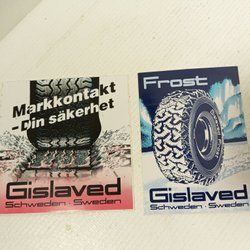 Markkontakt
- Din säkerhet
Gislaved
Schweden · Sweden
Frost
Gislaved
Schweden · Sweden